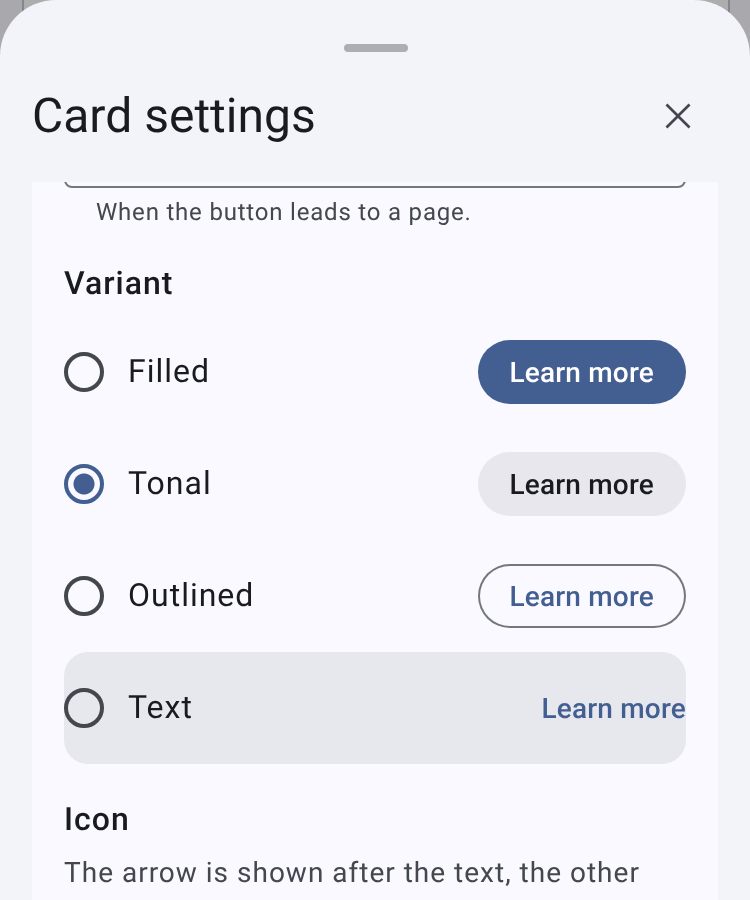 Card settings
When the button leads to a page.
Variant
Filled
Learn more
Tonal
Learn more
Outlined
Learn more
Text
Learn more
Icon
The arrow is shown after the text, the other